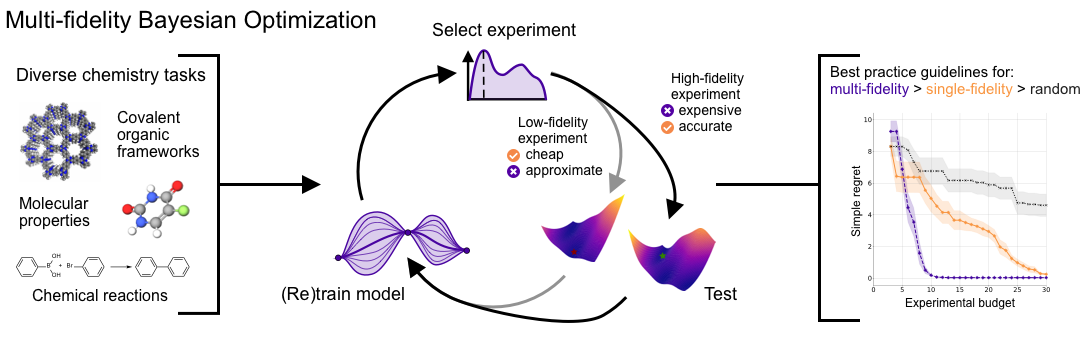 Multi-fidelity Bayesian Optimization
Diverse chemistry tasks
Covalent
organic
frameworks
Molecular
properties
OH
B
OH
+
Br
Chemical reactions
Select experiment
Low-fidelity
experiment
cheap
approximate
High-fidelity
experiment
expensive
accurate
(Re)train model
Test
Best practice guidelines for:
multi-fidelity > single-fidelity > random
Simple regret
10
8
6
4
2
0
0 5 10 15 20 25 30
Experimental budget